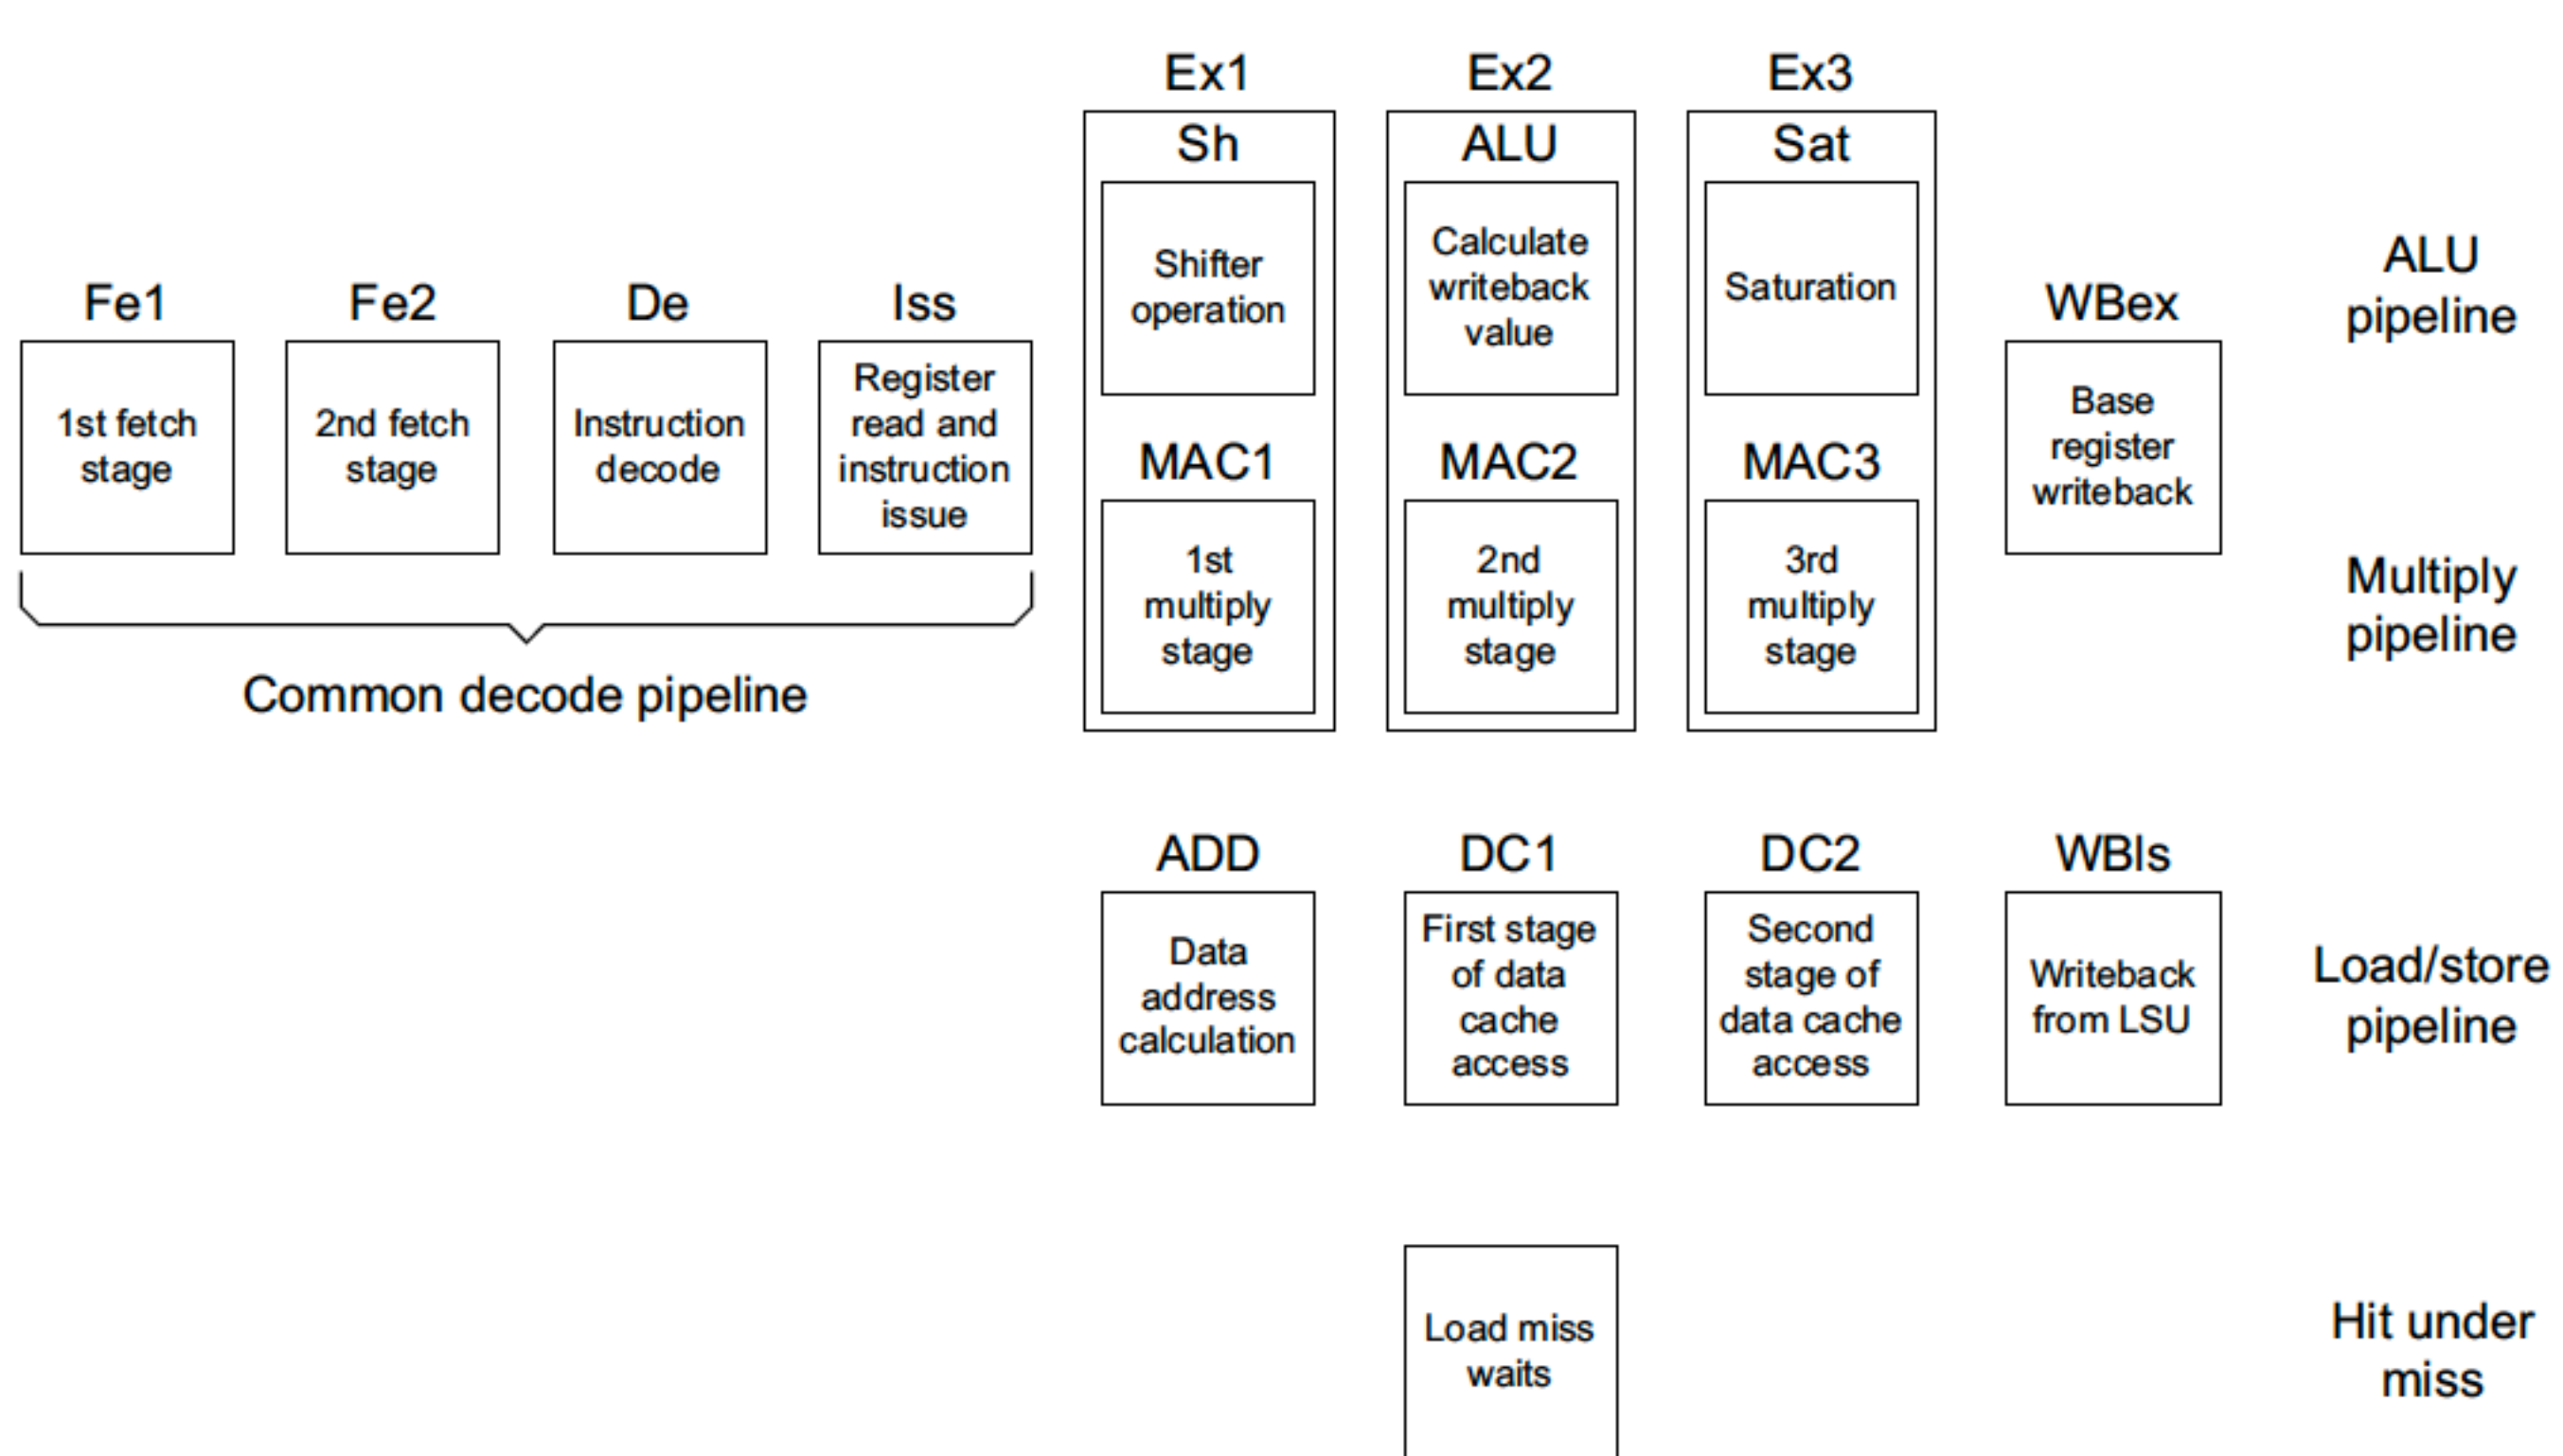 Ex1
Ex2
Ex3
Sh
ALU
Sat
Shifter
operation
Calculate
writeback
value
Saturation
ALU
pipeline
Fe1
Fe2
De
Iss
WBex
1st fetch
stage
2nd fetch
stage
Instruction
decode
Register
read and
instruction
issue
Base
register
writeback
MAC1
MAC2
MAC3
1st
multiply
stage
2nd
multiply
stage
3rd
multiply
stage
Multiply
pipeline
Common decode pipeline
ADD
DC1
DC2
WBls
Data
address
calculation
First stage
of data
cache
access
Second
stage of
data cache
access
Writeback
from LSU
Load/store
pipeline
Load miss
waits
Hit under
miss